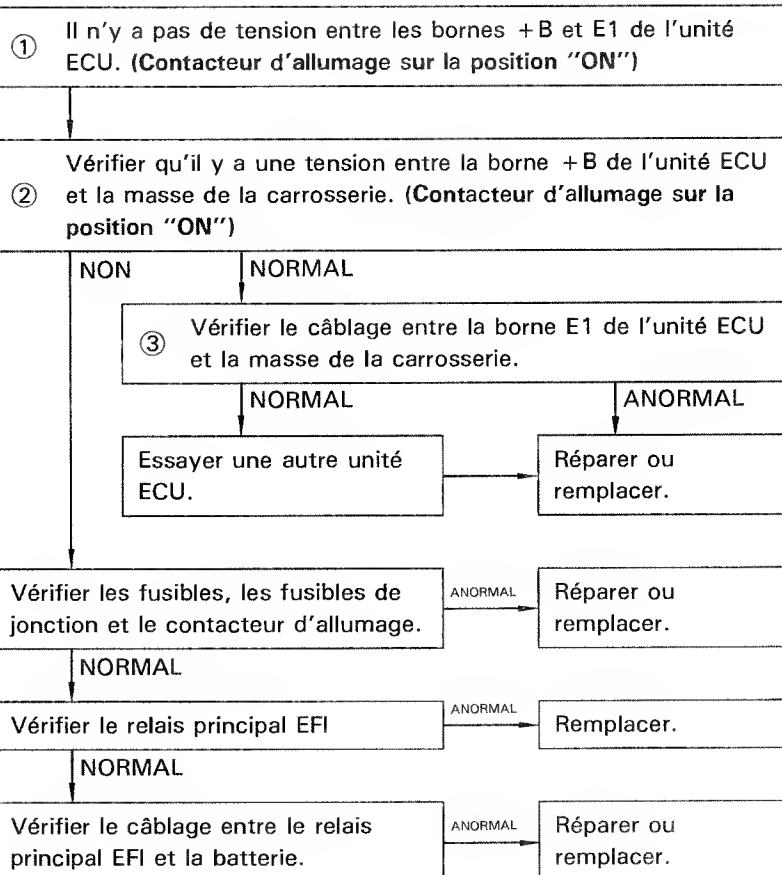 ① Il n'y a pas de tension entre les bornes +B et E1 de l'unité
ECU. (Contacteur d'allumage sur la position "ON")
Vérifier qu'il y a une tension entre la borne +B de l'unité ECU
② et la masse de la carrosserie. (Contacteur d'allumage sur la
position "ON")
NON
NORMAL
③ Vérifier le câblage entre la borne E1 de l'unité ECU
et la masse de la carrosserie.
NORMAL
ANORMAL
Essayer une autre unité
ECU.
Réparer ou
remplacer.
Vérifier les fusibles, les fusibles de
jonction et le contacteur d'allumage.
ANORMAL
Réparer ou
remplacer.
NORMAL
Vérifier le relais principal EFI
ANORMAL
Remplacer.
NORMAL
Vérifier le câblage entre le relais
principal EFI et la batterie.
ANORMAL
Réparer ou
remplacer.